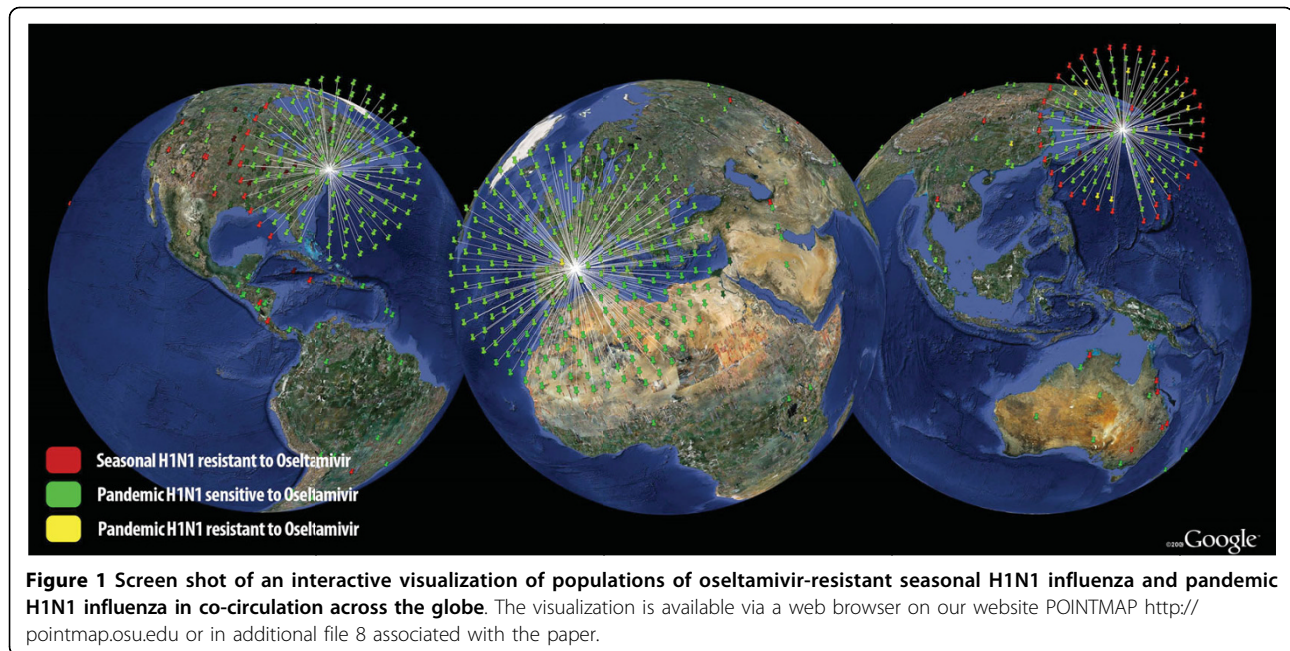 Seasonal H1N1 resistant to Oseltamivir
Pandemic H1N1 sensitive to Oseltamivir
Pandemic H1N1 resistant to Oseltamivir
©2009 Google
Figure 1 Screen shot of an interactive visualization of populations of oseltamivir-resistant seasonal H1N1 influenza and pandemic
H1N1 influenza in co-circulation across the globe. The visualization is available via a web browser on our website POINTMAP http://
pointmap.osu.edu or in additional file 8 associated with the paper.